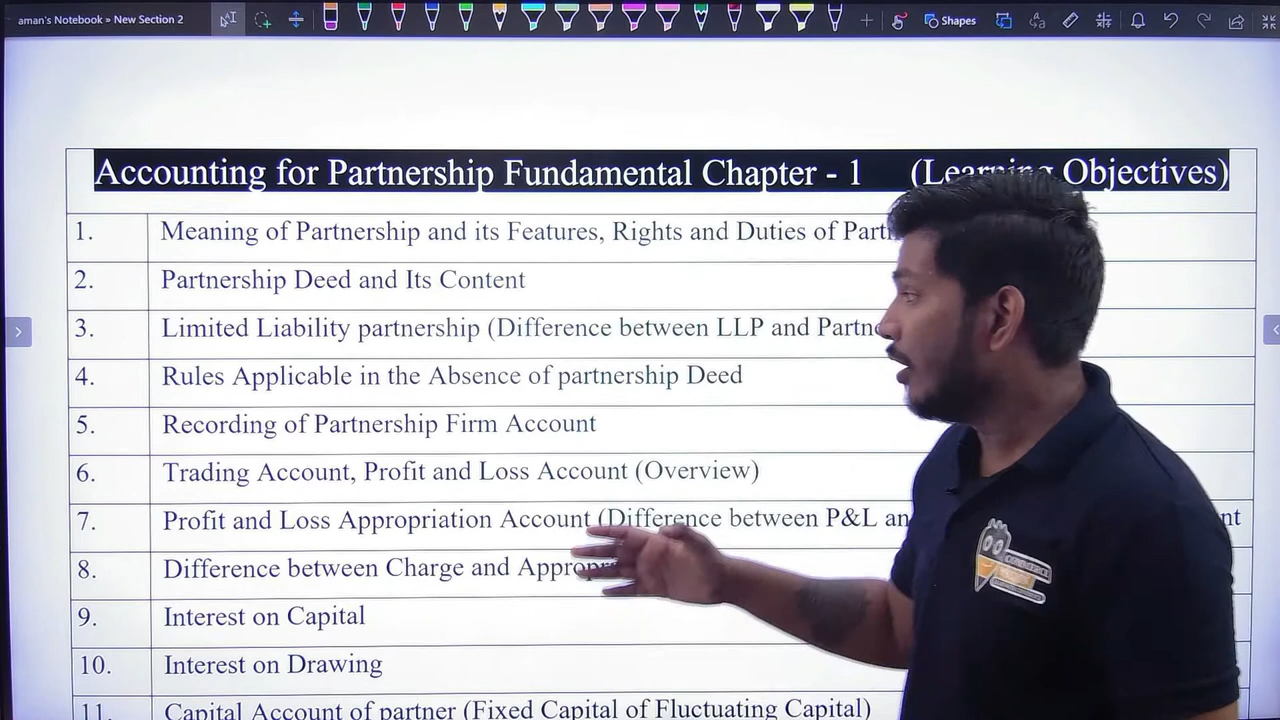 aman's Notebook » New Section 2
Shapes
Accounting for Partnership Fundamental Chapter - 1 (Learning Objectives)
1. Meaning of Partnership and its Features, Rights and Duties of
2. Partnership Deed and Its Content
3. Limited Liability partnership (Difference between LLP and
4. Rules Applicable in the Absence of partnership Deed
5. Recording of Partnership Firm Account
6. Trading Account, Profit and Loss Account (Overview)
7. Profit and Loss Appropriation Account (Difference between P&L
8. Difference between Charge and
9. Interest on Capital
10. Interest on Drawing
11. Capital Account of partner (Fixed Capital of Fluctuating Capital)